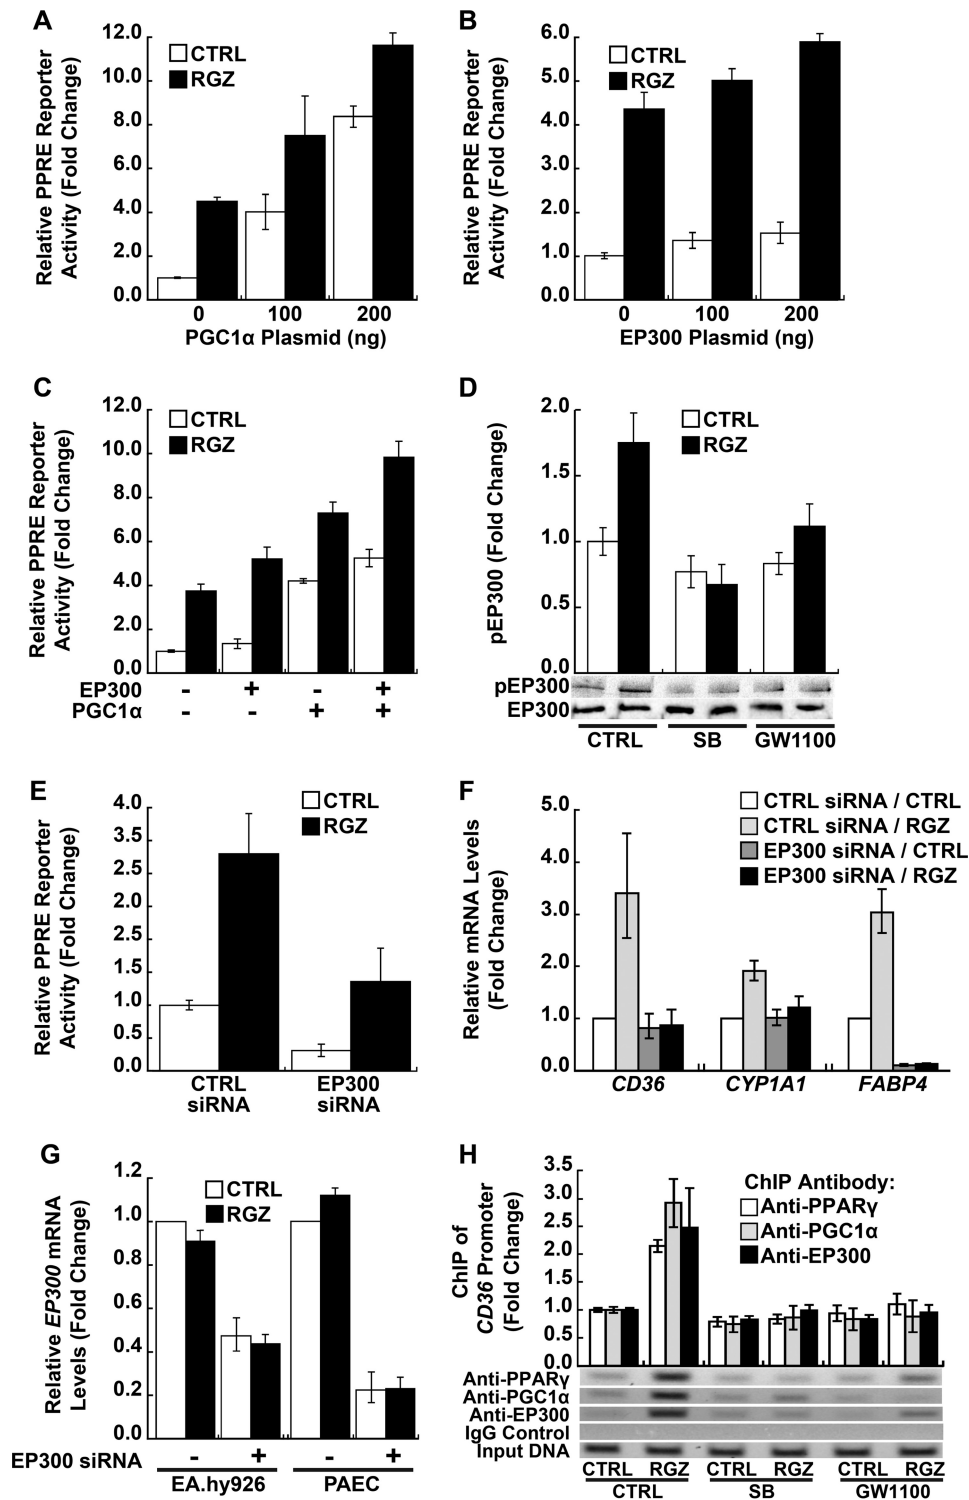 A
Relative PPRE Reporter
Activity (Fold Change)
12.0
10.0
8.0
6.0
4.0
2.0
0.0
CTRL
RGZ
0 100 200
PGC1α Plasmid (ng)
B
Relative PPRE Reporter
Activity (Fold Change)
6.0
5.0
4.0
3.0
2.0
1.0
0.0
CTRL
RGZ
0 100 200
EP300 Plasmid (ng)
C
Relative PPRE Reporter
Activity (Fold Change)
12.0
10.0
8.0
6.0
4.0
2.0
0.0
CTRL
RGZ
EP300 - + - +
PGC1α - - + +
D
pEP300 (Fold Change)
2.0
1.5
1.0
0.5
0.0
CTRL
RGZ
pEP300
EP300
CTRL SB GW1100
E
Relative PPRE Reporter
Activity (Fold Change)
4.0
3.5
2.5
2.0
2.5
1.5
1.0
0.5
0.0
CTRL
RGZ
CTRL siRNA
EP300 siRNA
F
Relative mRNA Levels
(Fold Change)
5.0
4.0
3.0
2.0
1.0
0.0
CTRL siRNA / CTRL
CTRL siRNA / RGZ
EP300 siRNA / CTRL
EP300 siRNA / RGZ
CD36 CYP1A1 FABP4
G
Relative EP300 mRNA
Levels (Fold Change)
1.2
1.0
0.8
0.6
0.4
0.2
0.0
CTRL
RGZ
EP300 siRNA - + - +
EA.hy926 PAEC
H
ChIP of
CD36 Promoter
(Fold Change)
3.5
3.0
2.5
2.0
1.5
1.0
0.5
0.0
ChIP Antibody:
Anti-PPARγ
Anti-PGC1α
Anti-EP300
Anti-PPARγ
Anti-PGC1α
Anti-EP300
IgG Control
Input DNA
CTRL RGZ CTRL RGZ CTRL RGZ
CTRL SB GW1100